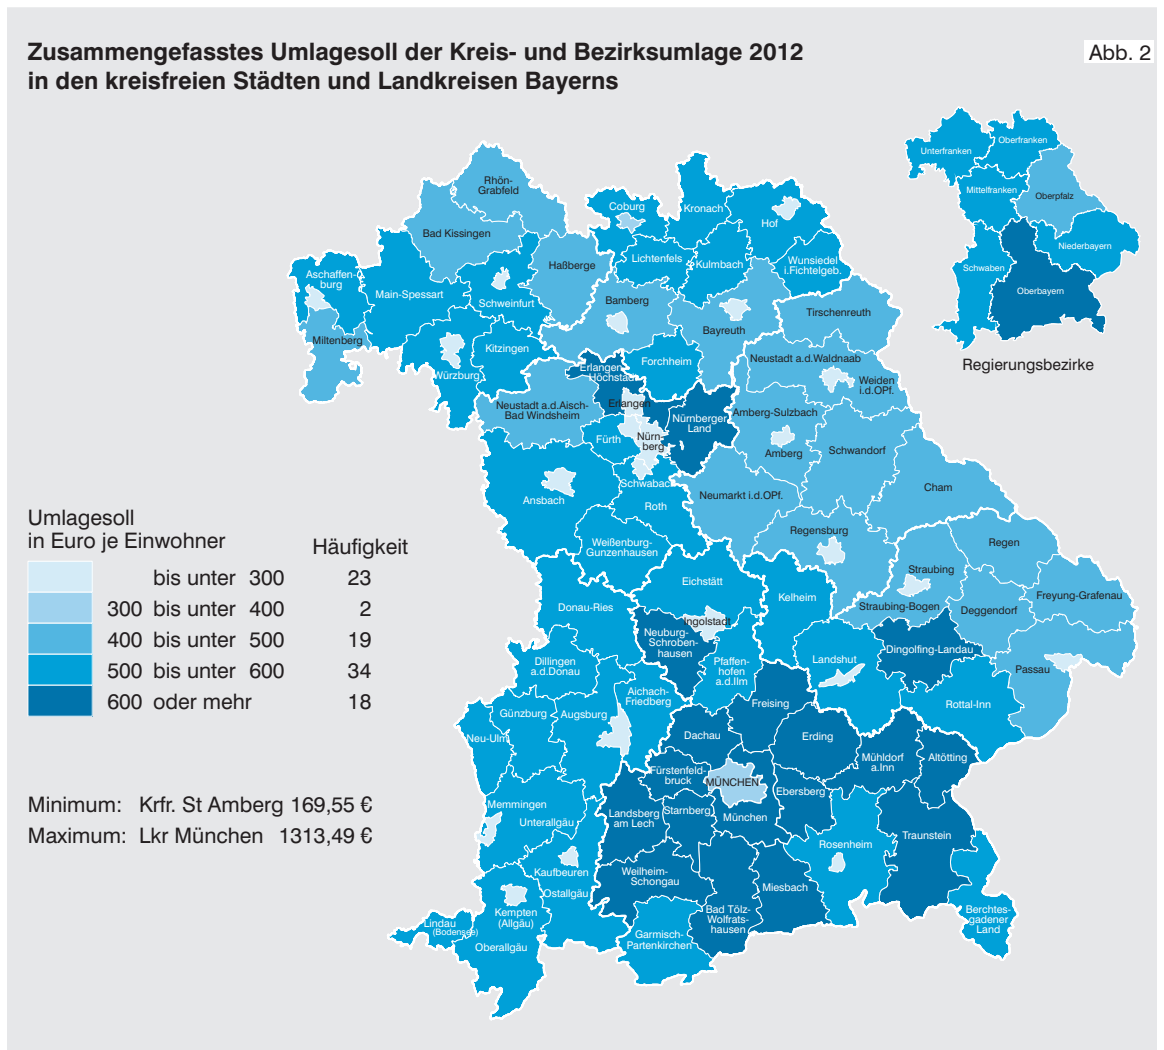 Zusammengefasstes Umlagesoll der Kreis- und Bezirksumlage 2012
in den kreisfreien Städten und Landkreisen Bayerns
Abb. 2
Unterfranken
Oberfranken
Mittelfranken
Oberpfalz
Niederbayern
Schwaben
Oberbayern
Regierungsbezirke
Rhön-
Grabfeld
Bad Kissingen
Coburg
Kronach
Hof
Lichtenfels
Kulmbach
Wunsiedel
i.Fichtelgeb.
Haßberge
Aschaffen-
burg
Main-Spessart
Schweinfurt
Bamberg
Bayreuth
Tirschenreuth
Miltenberg
Würzburg
Kitzingen
Forchheim
Erlangen-
Höchstadt
Neustadt a.d.Waldnaab
Weiden
i.d.OPf.
Neustadt a.d.Aisch-
Bad Windsheim
Erlangen
Nürnberger
Land
Amberg-Sulzbach
Fürth
Nürn-
berg
Amberg
Schwandorf
Ansbach
Schwabach
Roth
Neumarkt i.d.OPf.
Cham
Weißenburg-
Gunzenhausen
Regensburg
Regen
Straubing
Eichstätt
Kelheim
Donau-Ries
Straubing-Bogen
Deggendorf
Freyung-Grafenau
Ingolstadt
Neuburg-
Schroben-
hausen
Dingolfing-Landau
Dillingen
a.d.Donau
Pfaffen-
hofen
a.d.Ilm
Landshut
Passau
Aichach-
Friedberg
Günzburg
Augsburg
Freising
Rottal-Inn
Neu-Ulm
Dachau
Erding
Mühldorf
a.Inn
Altötting
Fürstenfeld-
bruck
MÜNCHEN
Ebersberg
Memmingen
Unterallgäu
Landsberg
am Lech
Starnberg
München
Rosenheim
Traunstein
Kaufbeuren
Ostallgäu
Weilheim-
Schongau
Miesbach
Kempten
(Allgäu)
Bad Tölz-
Wolfrats-
hausen
Berchtes-
gadener
Land
Lindau
(Bodensee)
Oberallgäu
Garmisch-
Partenkirchen
Umlagesoll
in Euro je Einwohner
Häufigkeit
bis unter 300 23
300 bis unter 400 2
400 bis unter 500 19
500 bis unter 600 34
600 oder mehr 18
Minimum: Krfr. St Amberg 169,55 €
Maximum: Lkr München 1313,49 €